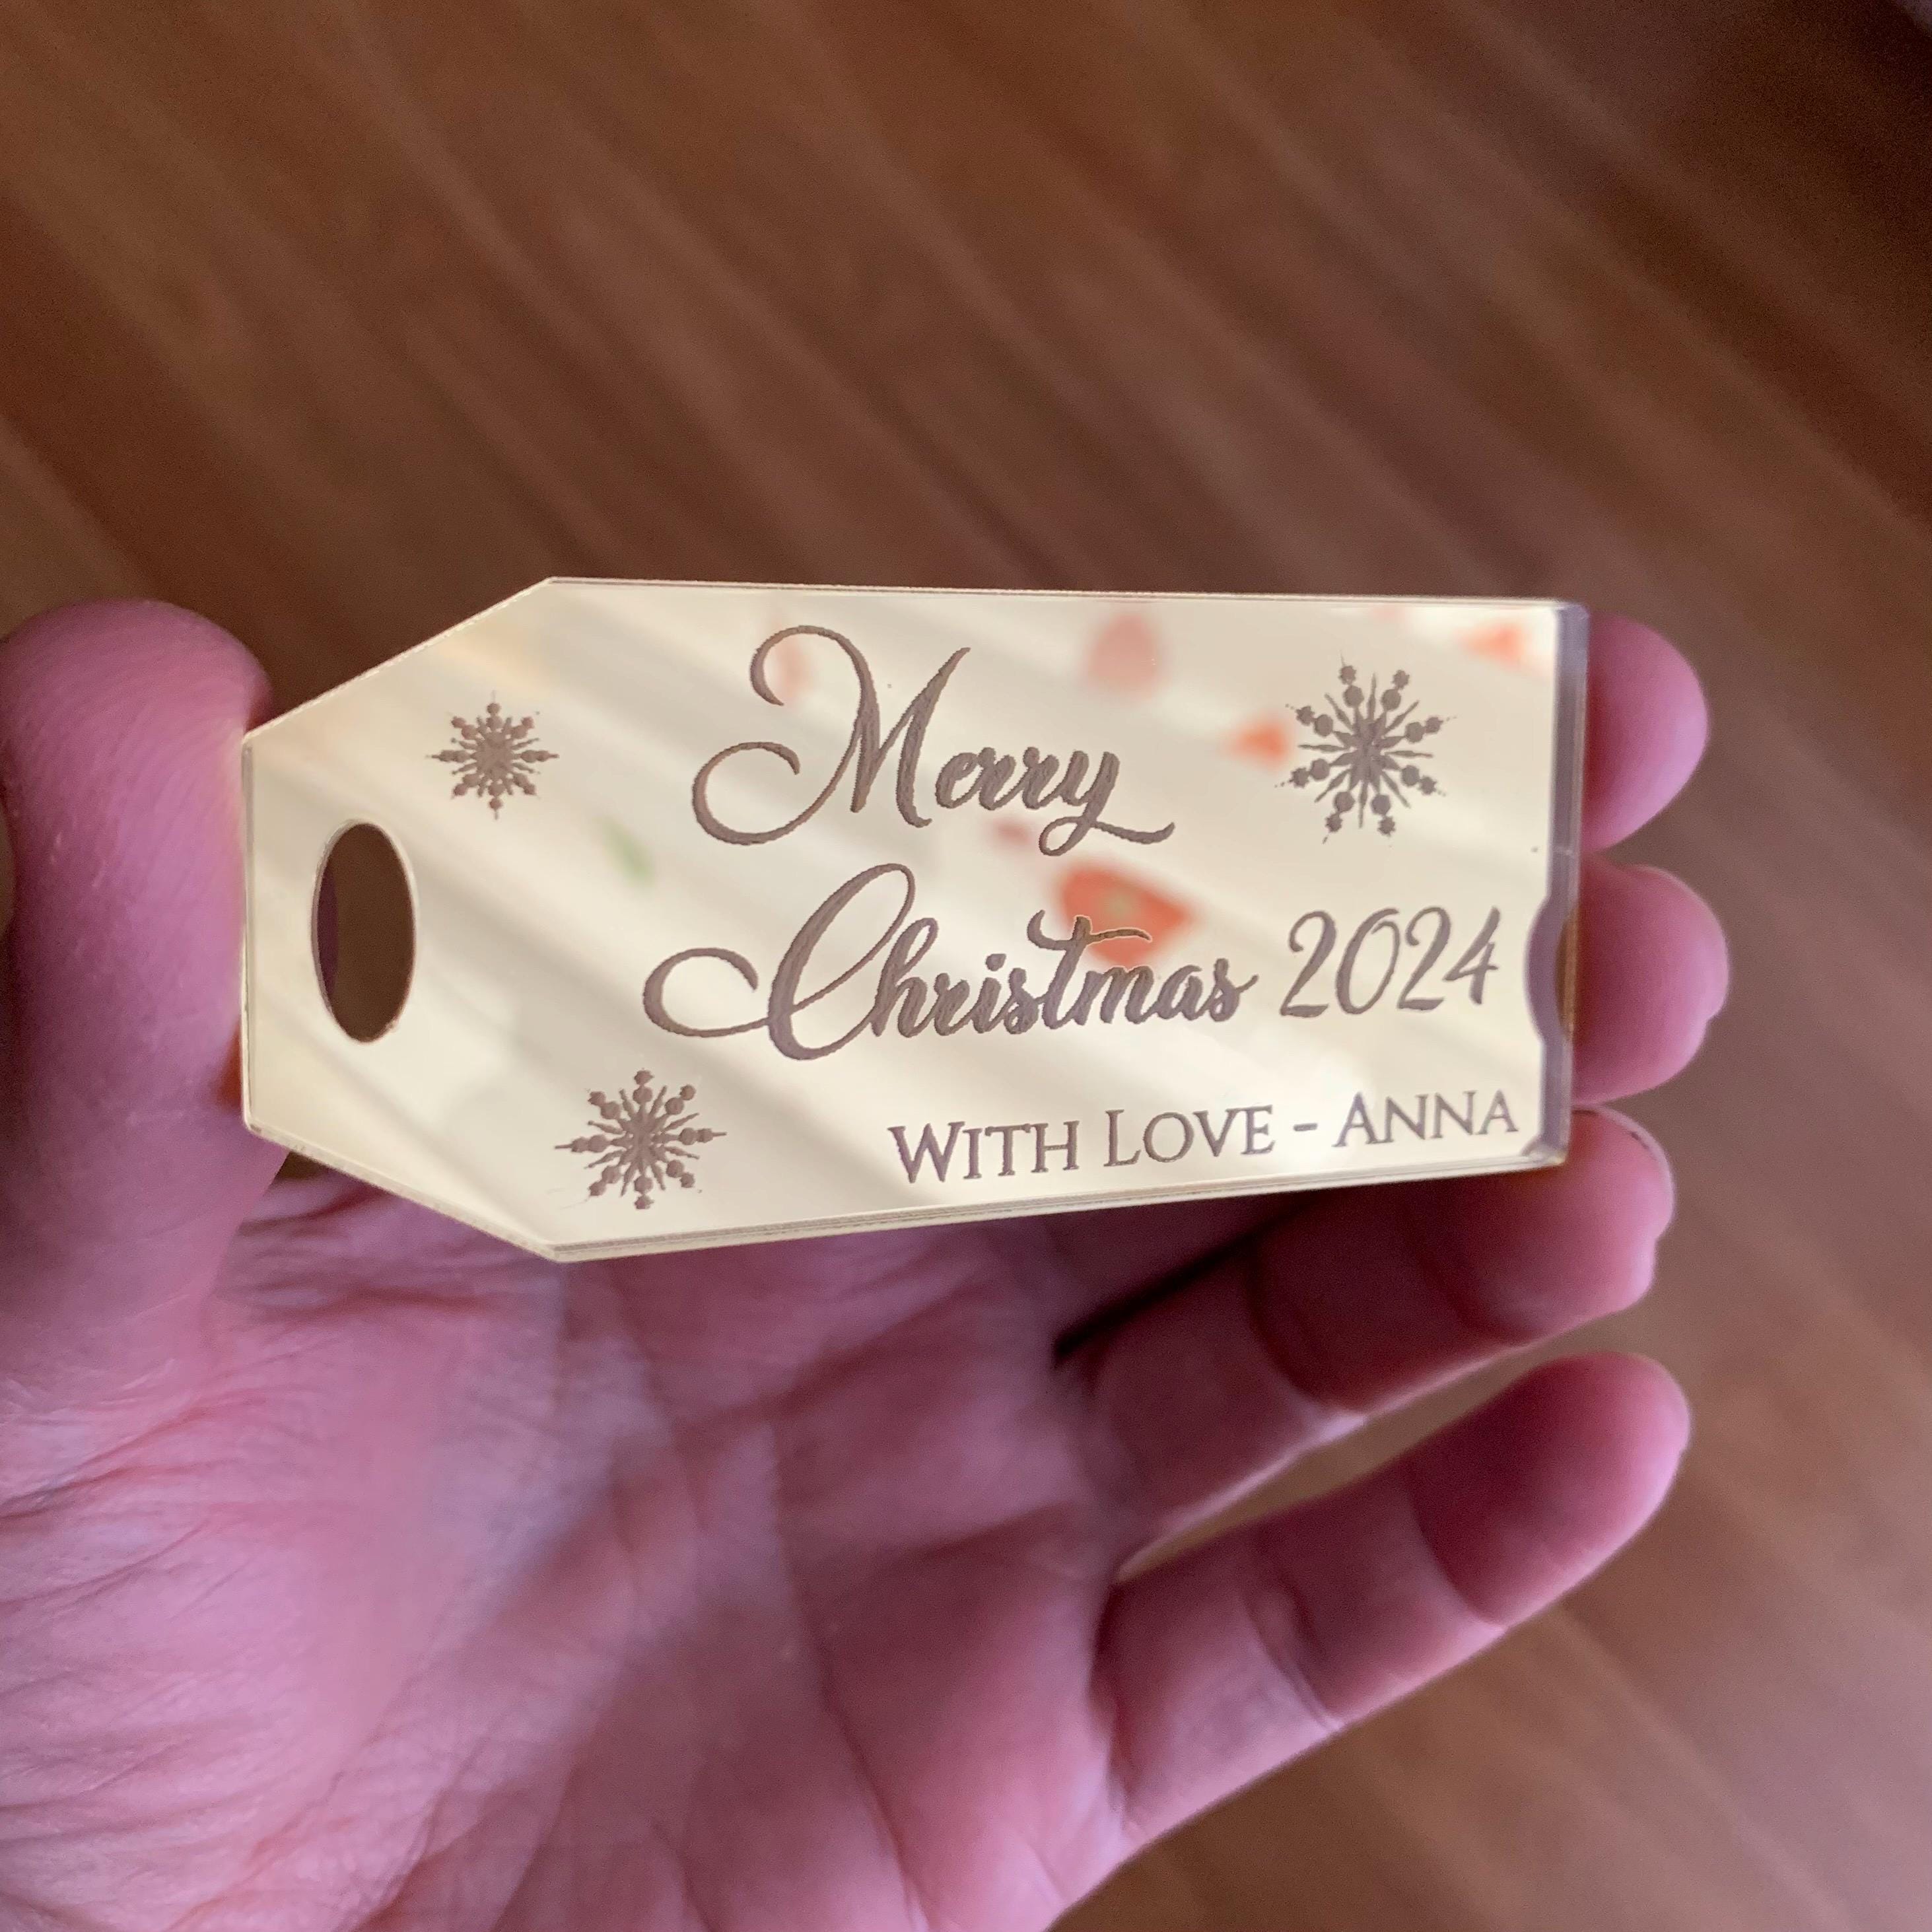 Merry
Christmas 2024
WITH LOVE - ANNA